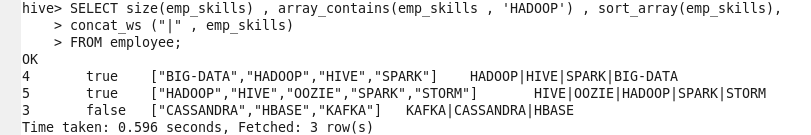 hive> SELECT size(emp_skills) , array_contains(emp_skills , 'HADOOP') , sort_array(emp_skills),
    > concat_ws ("|" , emp_skills)
    > FROM employee;
OK
4       true    ["BIG-DATA","HADOOP","HIVE","SPARK"]    HADOOP|HIVE|SPARK|BIG-DATA
5       true    ["HADOOP","HIVE","OOZIE","SPARK","STORM"]       HIVE|OOZIE|HADOOP|SPARK|STORM
3       false   ["CASSANDRA","HBASE","KAFKA"]   KAFKA|CASSANDRA|HBASE
Time taken: 0.596 seconds, Fetched: 3 row(s)